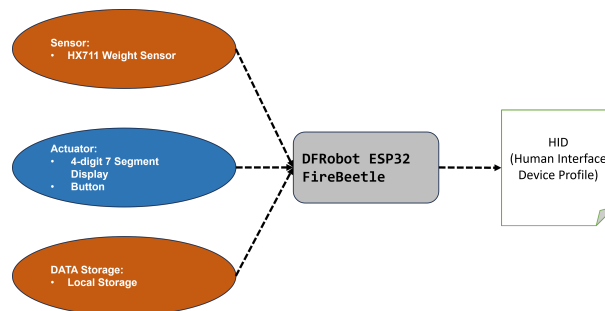 Sensor:
• HX711 Weight Sensor
Actuator:
• 4-digit 7 Segment
Display
• Button
DATA Storage:
• Local Storage
DFRobot ESP32
FireBeetle
HID
(Human Interface
Device Profile)